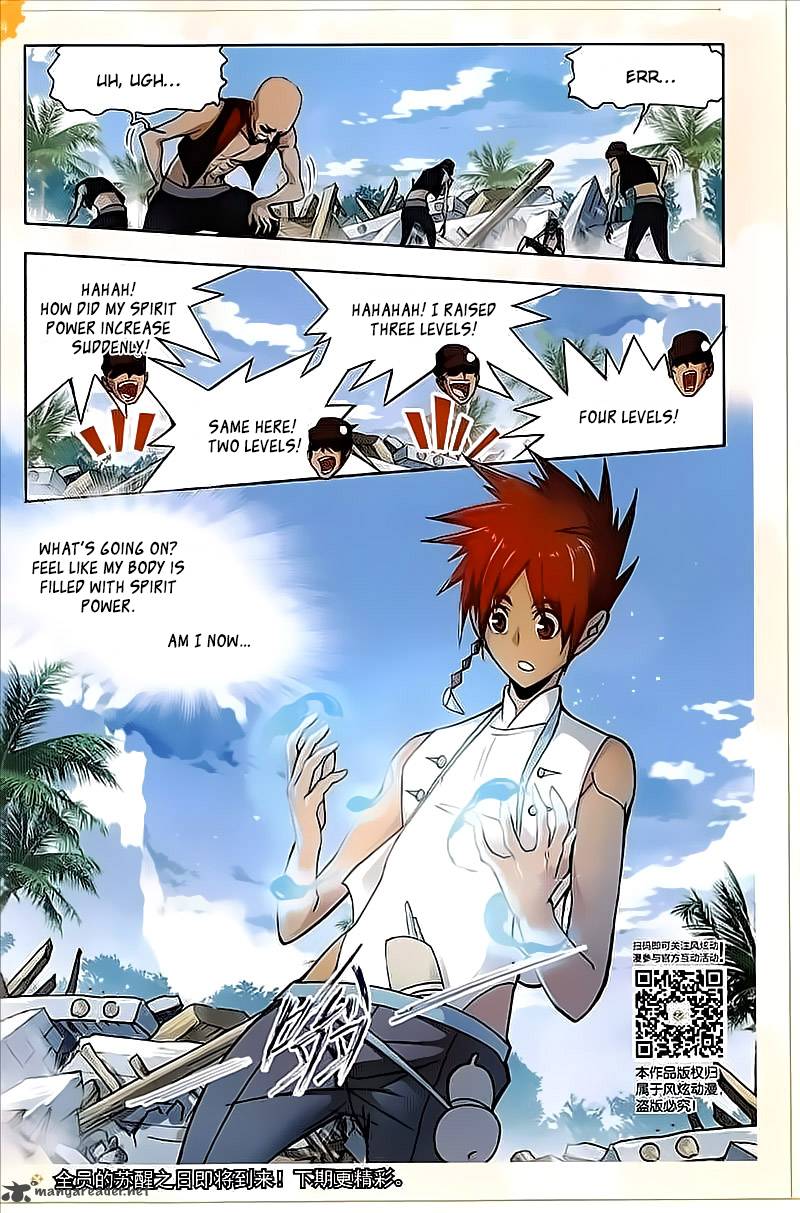 UH, UGH...
ERR...
HAHAH!
HOW DID MY SPIRIT
POWER INCREASE
SUDDENLY!
SAME HERE!
TWO LEVELS!
HAHAHAH! I RAISED
THREE LEVELS!
FOUR LEVELS!
WHAT'S GOING ON?
FEEL LIKE MY BODY IS
FILLED WITH SPIRIT
POWER.
AM I NOW...
扫码即可关注风炫动
漫参与官方互动活动!
本作品版权归
属于风炫动漫,
盗版必究!
全员的苏醒之日即将到来!下期更精彩。
mangareader.net